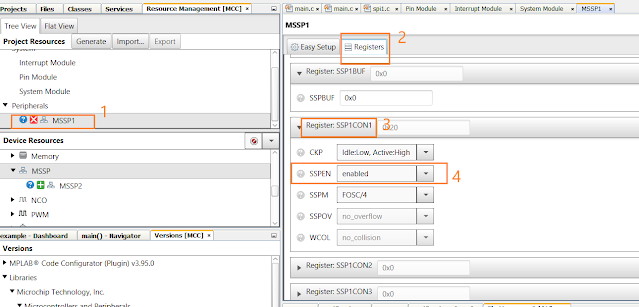 Projects Files Classes Services Resource Management [MCC] ×
Tree View Flat View
Project Resources Generate Import... Export
System
Interrupt Module
Pin Module
System Module
Peripherals
MSSP1
1
Device Resources
Memory
MSSP
MSSP2
NCO
PWM
example - Dashboard main() - Navigator Versions [MCC] ×
Versions
MPLAB® Code Configurator (Plugin) v3.95.0
Libraries
Microchip Technology, Inc.
Microcontrollers and Peripherals
main.c × main.c × spi1.c × Pin Module × Interrupt Module × System Module × MSSP1 ×
MSSP1
2
Easy Setup Registers
Register: SSP1BUF 0x0
SSPBUF 0x0
Register: SSP1CON1 0x20
3
CKP Idle:Low, Active:High
SSPEN enabled
4
SSPM FOSC/4
SSPOV no_overflow
WCOL no_collision
Register: SSP1CON2 0x0
Register: SSP1CON3 0x0